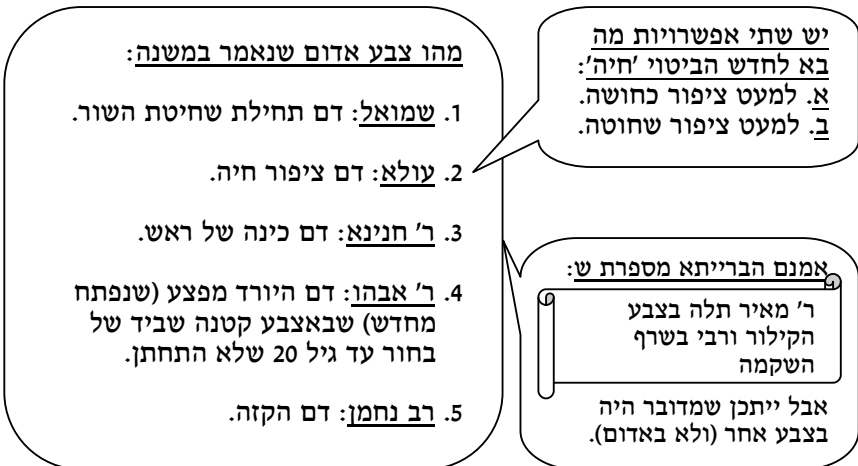 מהו צבע אדום שנאמר במשנה:
1. שמואל: דם תחילת שחיטת השור.
2. עולא: דם ציפור חיה.
3. ר' חנינא: דם כינה של ראש.
4. ר' אבהו: דם היורד מפצע (שנפתח
מחדש) שבאצבע קטנה שביד של
בחור עד גיל 20 שלא התחתן.
5. רב נחמן: דם הקזה.
יש שתי אפשרויות מה
בא לחדש הביטוי 'חיה':
א. למעט ציפור כחושה.
ב. למעט ציפור שחוטה.
אמנם הברייתא מספרת ש:
ר' מאיר תלה בצבע
הקילור ורבי בשרף
השקמה
אבל ייתכן שמדובר היה
בצבע אחר (ולא באדום).